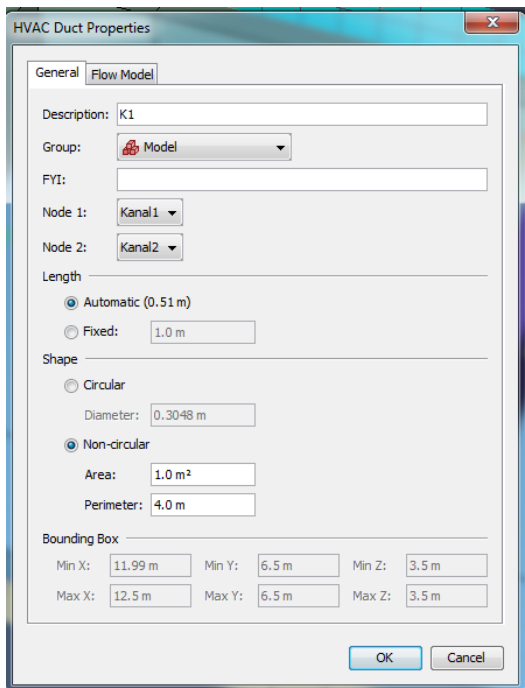 HVAC Duct Properties
General Flow Model
Description: K1
Group: Model
FYI:
Node 1: Kanal1
Node 2: Kanal2
Length
Automatic (0.51 m)
Fixed: 1.0 m
Shape
Circular
Diameter: 0.3048 m
Non-circular
Area: 1.0 m²
Perimeter: 4.0 m
Bounding Box
Min X: 11.99 m Min Y: 6.5 m Min Z: 3.5 m
Max X: 12.5 m Max Y: 6.5 m Max Z: 3.5 m
OK Cancel